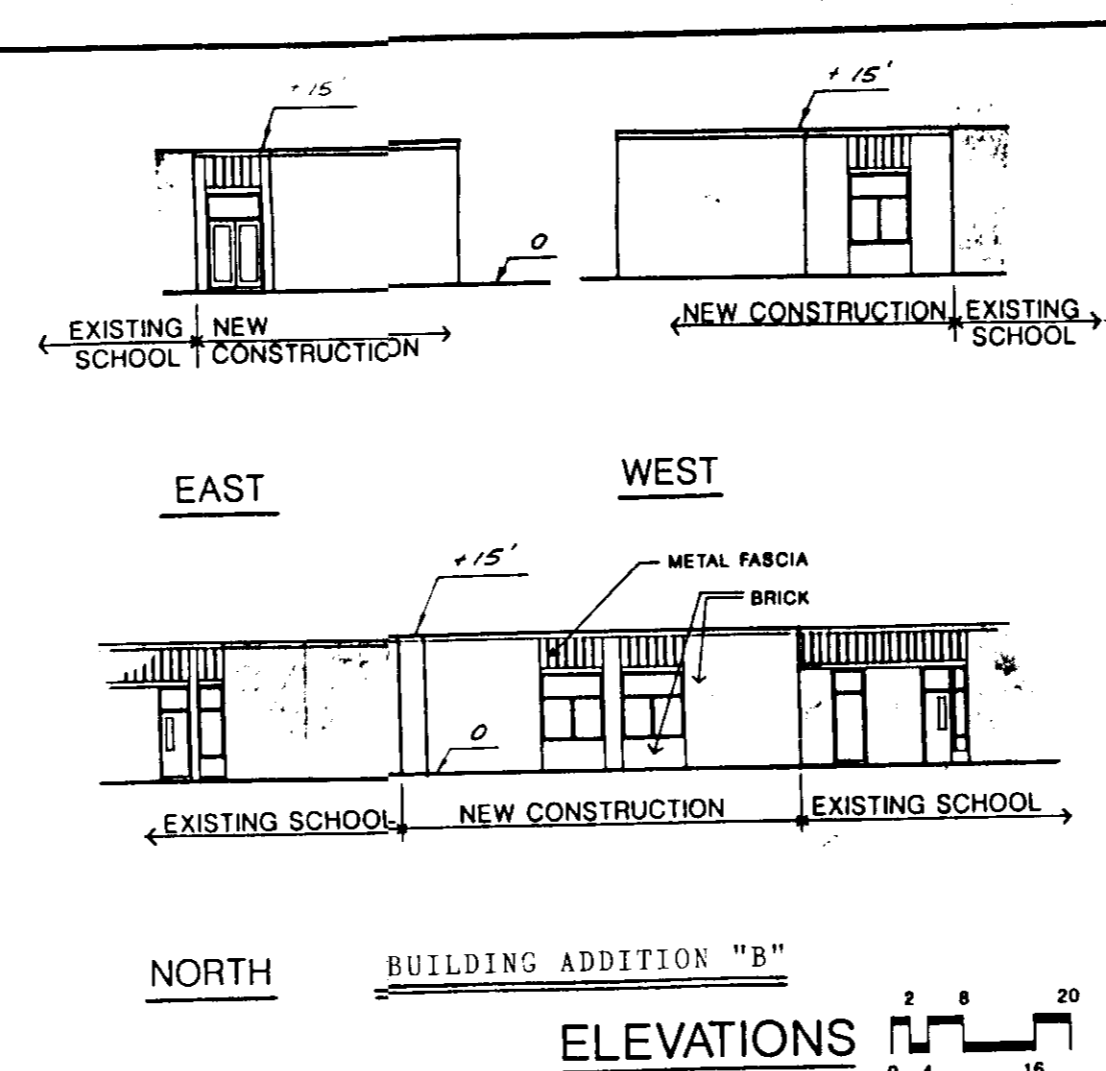 + 15'
+ 15'
0
EXISTING SCHOOL
NEW CONSTRUCTION
NEW CONSTRUCTION
EXISTING SCHOOL
EAST
WEST
+15'
METAL FASCIA
BRICK
0
EXISTING SCHOOL
NEW CONSTRUCTION
EXISTING SCHOOL
NORTH
BUILDING ADDITION "B"
ELEVATIONS
2 8 20
0 4 16